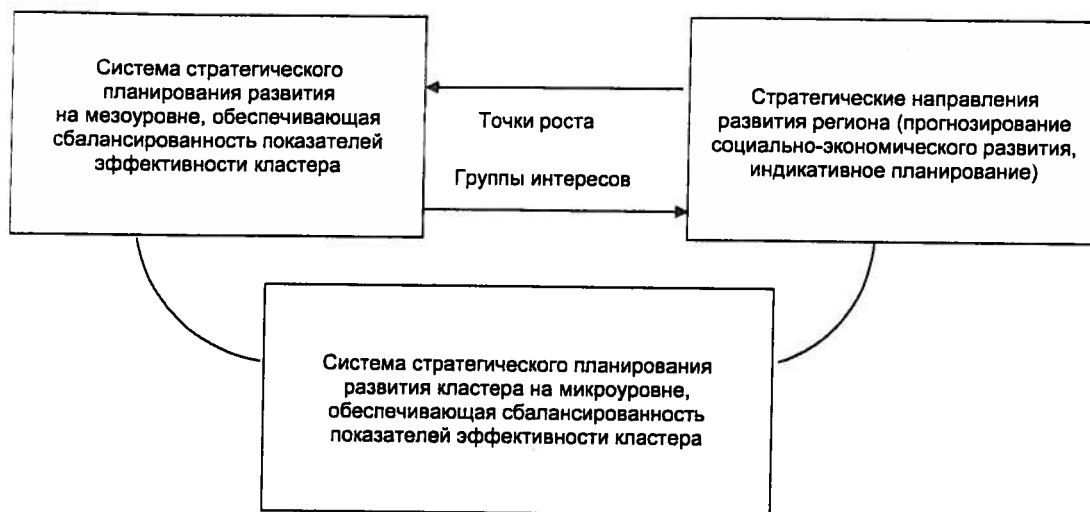 Система стратегического
планирования развития
на мезоуровне, обеспечивающая
сбалансированность показателей
эффективности кластера
Точки роста
Группы интересов
Стратегические направления
развития региона (прогнозирование
социально-экономического развития,
индикативное планирование)
Система стратегического планирования
развития кластера на микроуровне,
обеспечивающая сбалансированность
показателей эффективности кластера